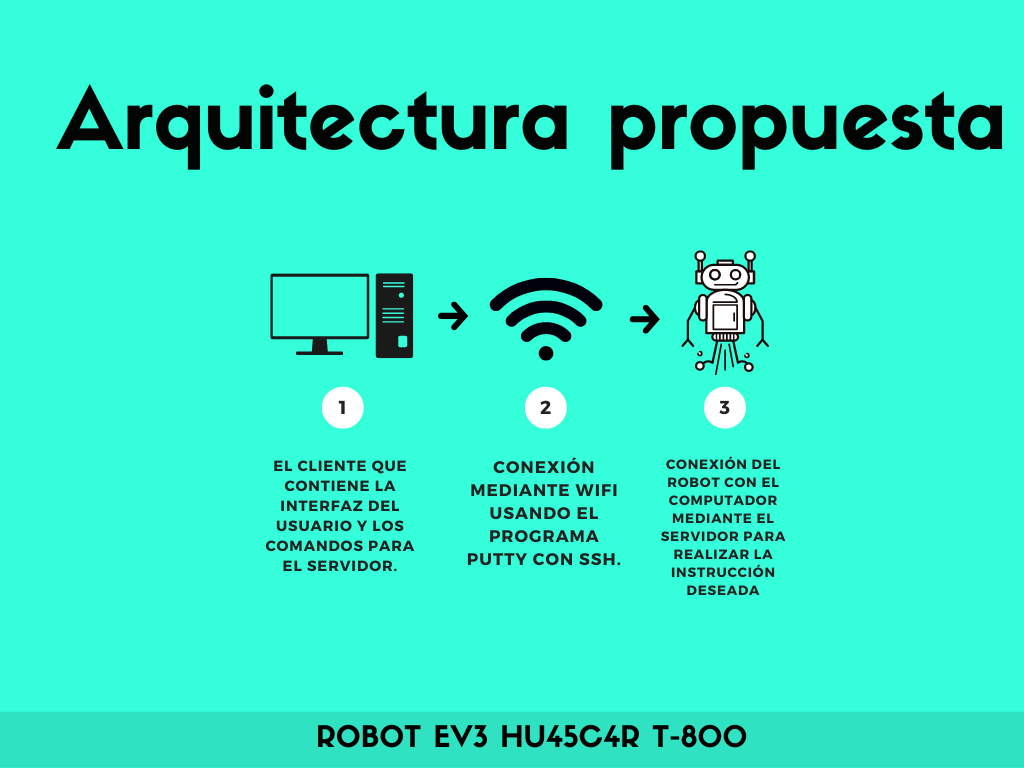 Arquitectura propuesta
1
EL CLIENTE QUE
CONTIENE LA
INTERFAZ DEL
USUARIO Y LOS
COMANDOS PARA
EL SERVIDOR.
2
CONEXIÓN
MEDIANTE WIFI
USANDO EL
PROGRAMA
PUTTY CON SSH.
3
CONEXIÓN DEL
ROBOT CON EL
COMPUTADOR
MEDIANTE EL
SERVIDOR PARA
REALIZAR LA
INSTRUCCIÓN
DESEADA
ROBOT EV3 HU45C4R T-800